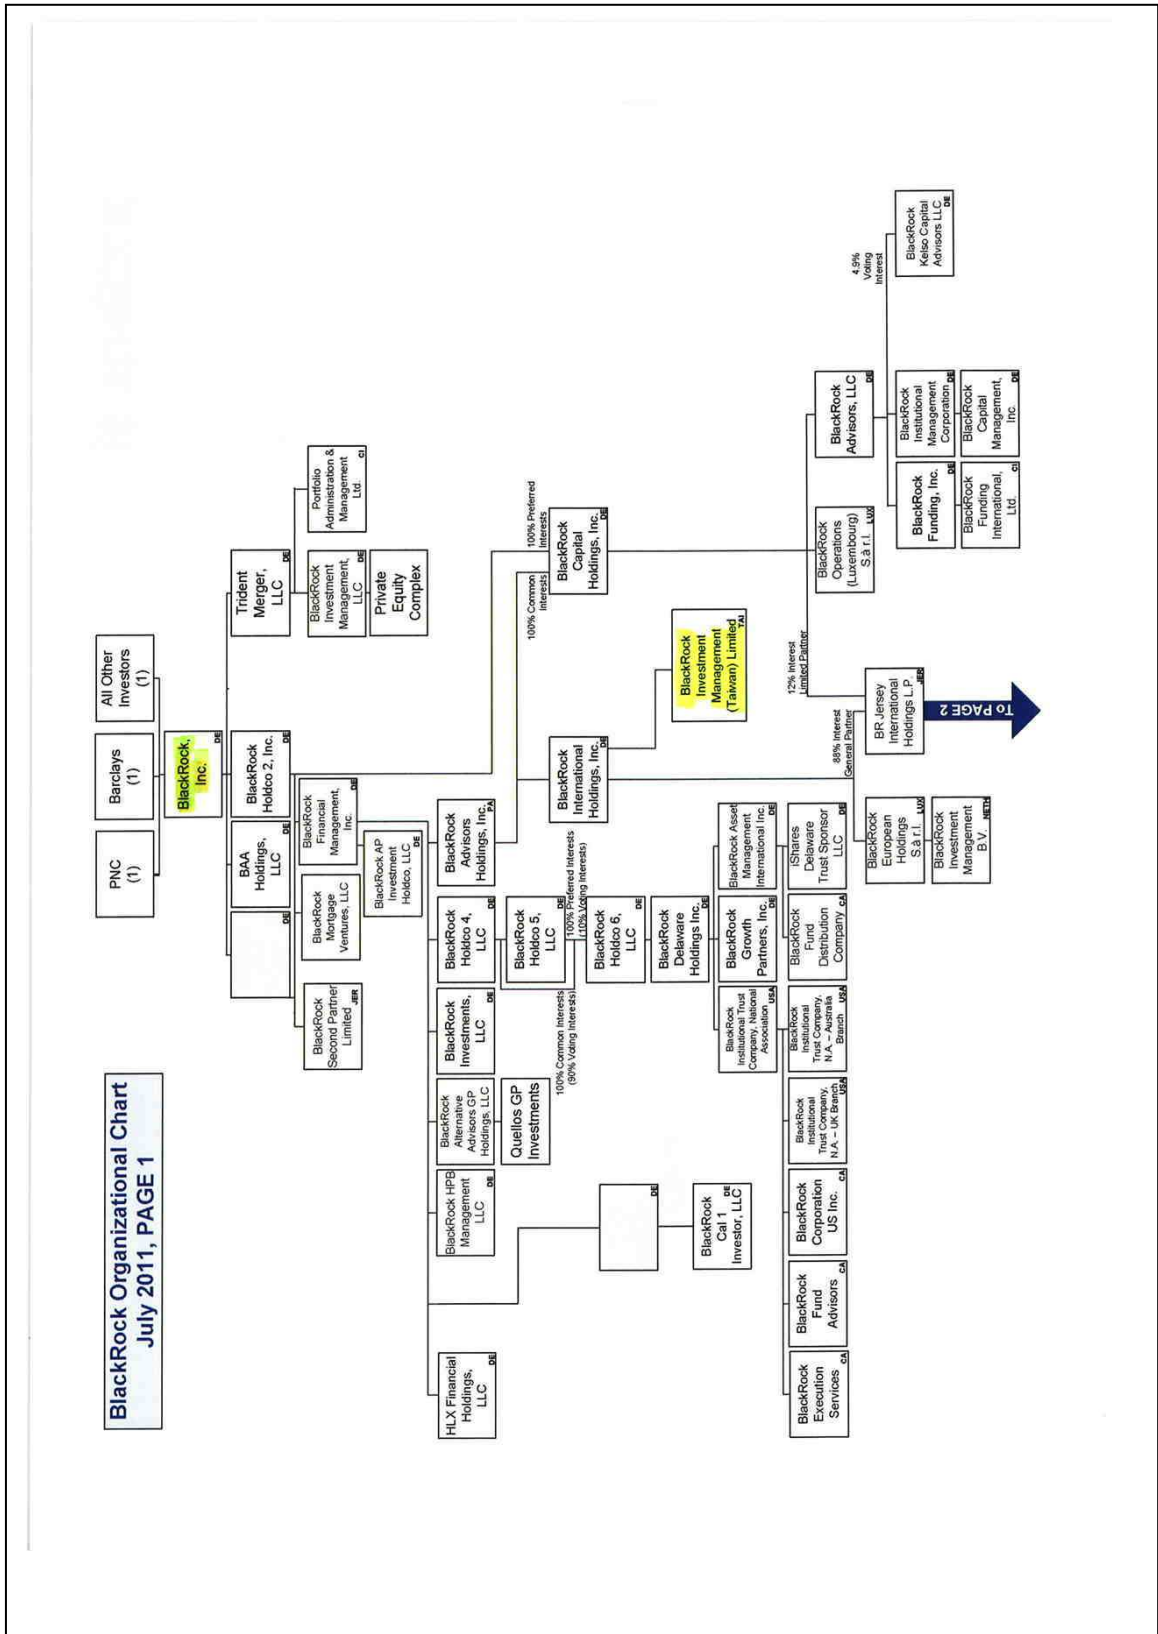 BlackRock Organizational Chart
July 2011, PAGE 1
PNC
(1)
Barclays
(1)
All Other
Investors
(1)
BlackRock,
Inc.
DE
DE
BAA
Holdings,
LLC
DE
BlackRock
Holdco 2, Inc.
DE
Trident
Merger,
LLC
DE
BlackRock
Second Partner
Limited
JER
BlackRock
Mortgage
Ventures, LLC
BlackRock
Financial
Management,
Inc.
DE
BlackRock
Investment
Management,
LLC
DE
Portfolio
Administration &
Management
Ltd.
CI
BlackRock AP
Investment
Holdco, LLC
DE
Private
Equity
Complex
HLX Financial
Holdings,
LLC
DE
BlackRock HPB
Management
LLC
DE
BlackRock
Alternative
Advisors GP
Holdings, LLC
BlackRock
Investments,
LLC
DE
BlackRock
Holdco 4,
LLC
DE
BlackRock
Advisors
Holdings, Inc.
PA
Quellos GP
Investments
BlackRock
Holdco 5,
LLC
DE
100% Common Interests
(90% Voting Interests)
100% Preferred Interests
(10% Voting Interests)
100% Common
Interests
100% Preferred
Interests
BlackRock
International
Holdings, Inc.
DE
BlackRock
Capital
Holdings, Inc.
DE
DE
BlackRock
Holdco 6,
LLC
DE
BlackRock
Cal 1
Investor, LLC
DE
BlackRock
Delaware
Holdings Inc.
DE
BlackRock
Investment
Management
(Taiwan) Limited
TAI
BlackRock
Institutional Trust
Company, National
Association
USA
BlackRock
Growth
Partners, Inc.
DE
BlackRock Asset
Management
International Inc.
DE
BlackRock
Execution
Services
CA
BlackRock
Fund
Advisors
CA
BlackRock
Corporation
US Inc.
CA
BlackRock
Institutional
Trust Company,
N.A. – UK Branch
USA
BlackRock
Institutional
Trust Company,
N.A. – Australia
Branch
USA
BlackRock
Fund
Distribution
Company
CA
iShares
Delaware
Trust Sponsor
LLC
DE
88% Interest
General Partner
12% Interest
Limited Partner
BlackRock
Operations
(Luxembourg)
S.à r.l.
LUX
BlackRock
Advisors, LLC
DE
4.9%
Voting
Interest
BlackRock
European
Holdings
S.à r.l.
LUX
BR Jersey
International
Holdings L.P.
JER
BlackRock
Funding, Inc.
DE
BlackRock
Institutional
Management
Corporation
DE
BlackRock
Kelso Capital
Advisors LLC
DE
BlackRock
Investment
Management
B.V.
NETH
To PAGE 2
BlackRock
Funding
International,
Ltd.
CI
BlackRock
Capital
Management,
Inc.
DE